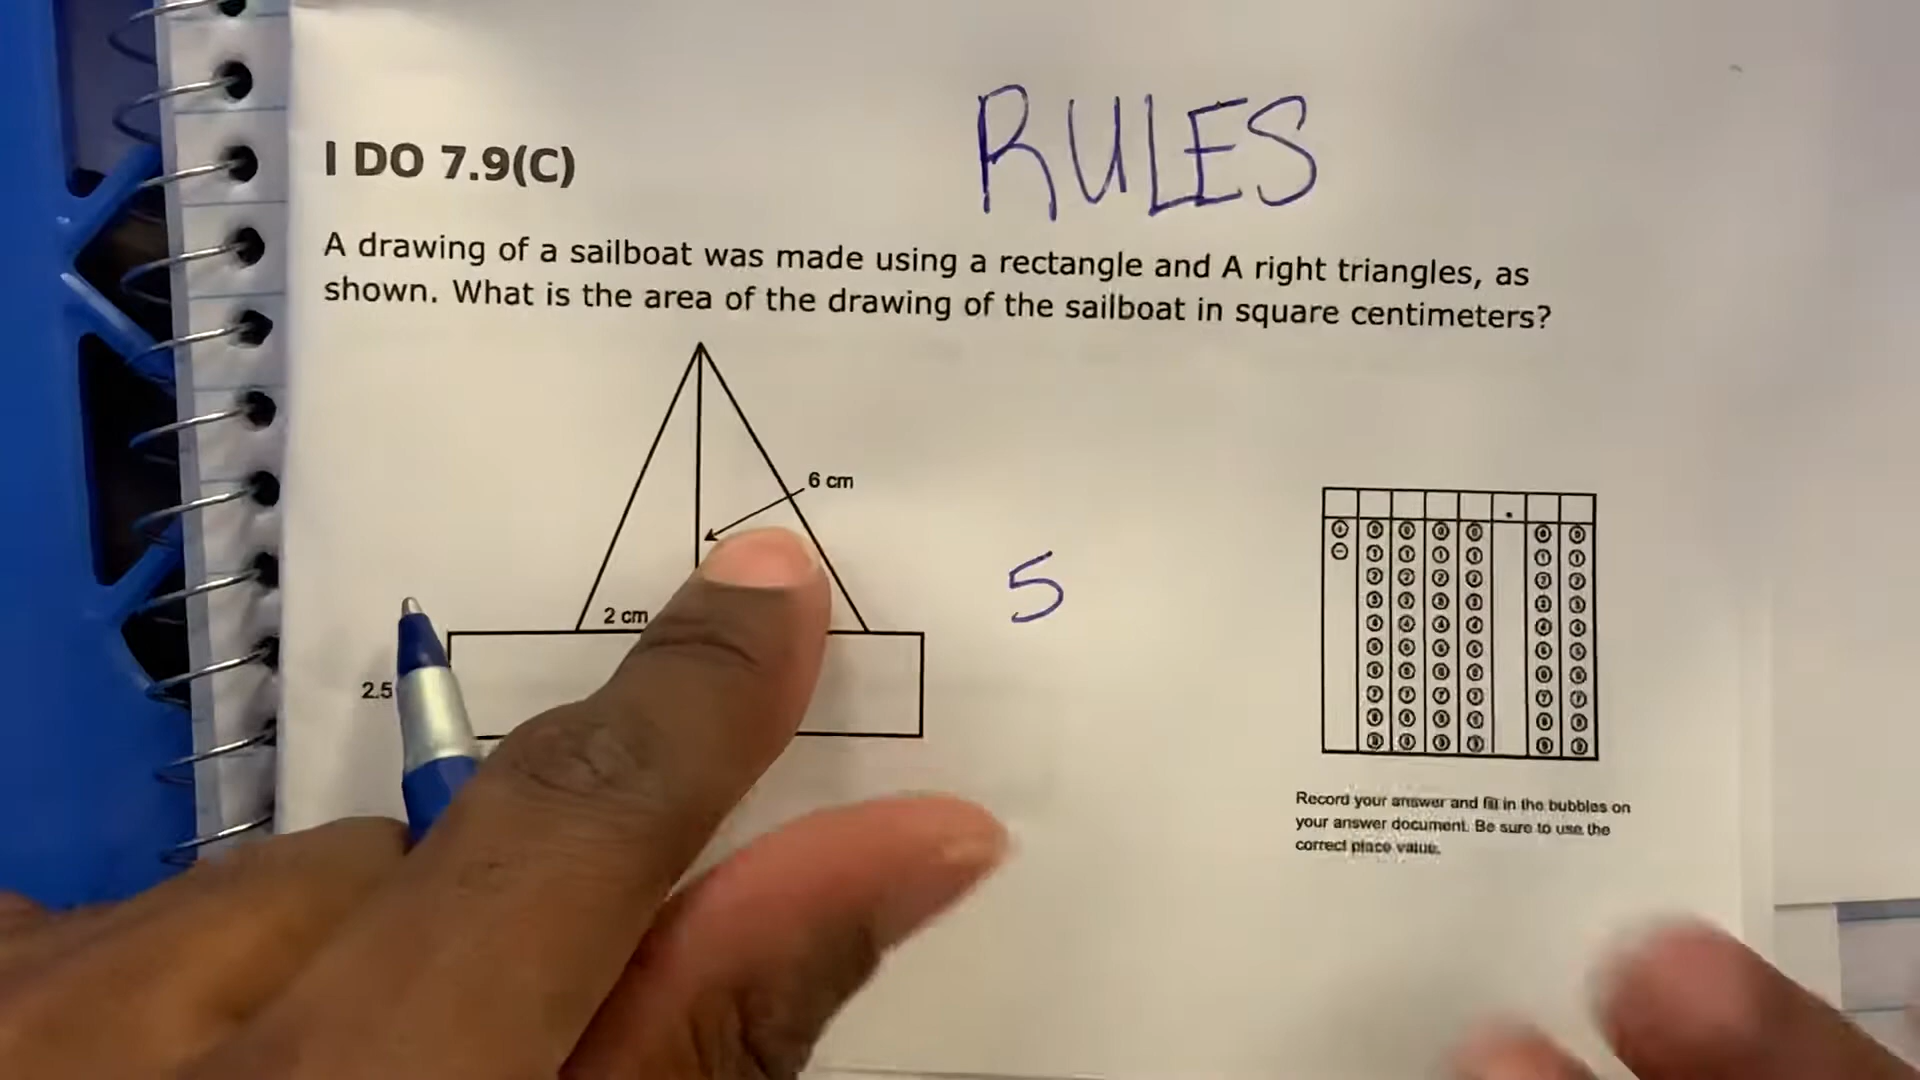 RULES
I DO 7.9(C)
A drawing of a sailboat was made using a rectangle and A right triangles, as
shown. What is the area of the drawing of the sailboat in square centimeters?
6 cm
5
2 cm
2.5
Record your answer and fill in the bubbles on
your answer document. Be sure to use the
correct place value.